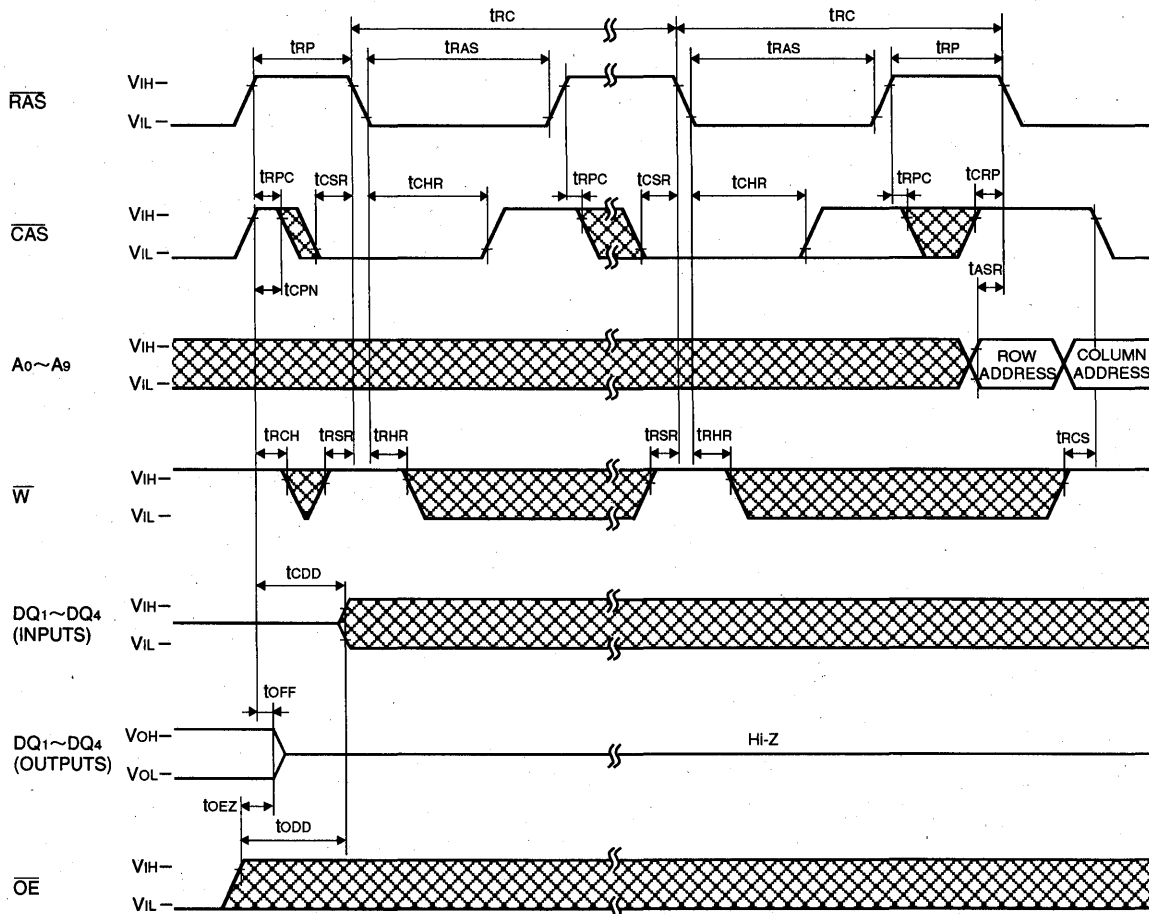 tRC tRC
tRP tRAS tRAS tRP
RAS VIH
VIL
tRPC tCSR tCHR tRPC tCSR tCHR tRPC tCRP
CAS VIH
VIL
tCPN tASR
A0~A9 VIH
VIL
ROW ADDRESS
COLUMN ADDRESS
tRCH tRSR tRHR tRSR tRHR tRCS
W VIH
VIL
tCDD
DQ1~DQ4 (INPUTS) VIH
VIL
tOFF
DQ1~DQ4 (OUTPUTS) VOH
VOL
Hi-Z
tOEZ tODD
OE VIH
VIL